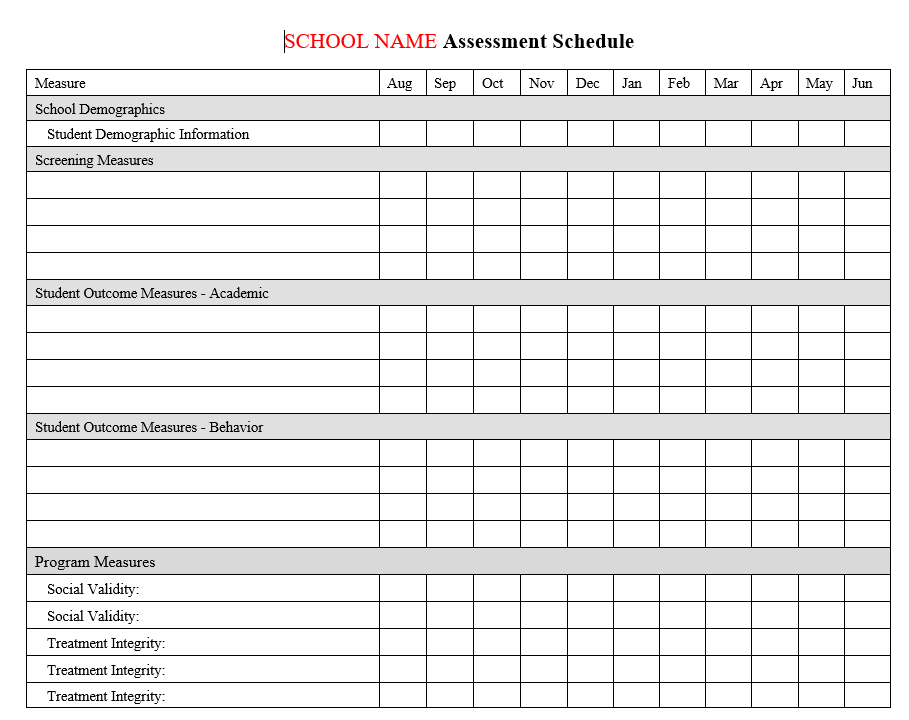 SCHOOL NAME Assessment Schedule
Measure Aug Sep Oct Nov Dec Jan Feb Mar Apr May Jun
School Demographics
Student Demographic Information
Screening Measures
Student Outcome Measures - Academic
Student Outcome Measures - Behavior
Program Measures
Social Validity:
Social Validity:
Treatment Integrity:
Treatment Integrity:
Treatment Integrity: